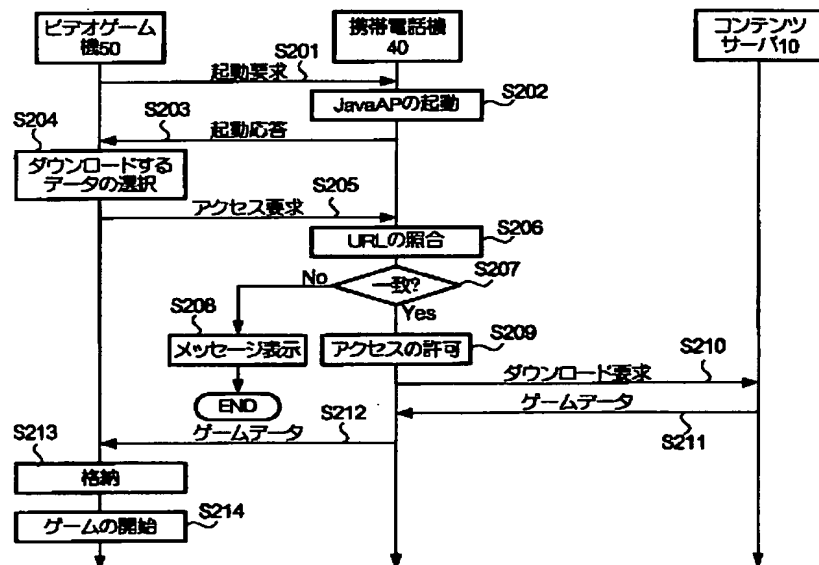 ビデオゲーム
機50
携帯電話機
40
コンテンツ
サーバ10
S201
起動要求
JavaAPの起動
S202
S203
起動応答
S204
ダウンロードする
データの選択
S205
アクセス要求
URLの照合
S206
一致?
S207
No
Yes
S208
メッセージ表示
END
S209
アクセスの許可
S210
ダウンロード要求
ゲームデータ
S211
S212
ゲームデータ
S213
格納
ゲームの開始
S214